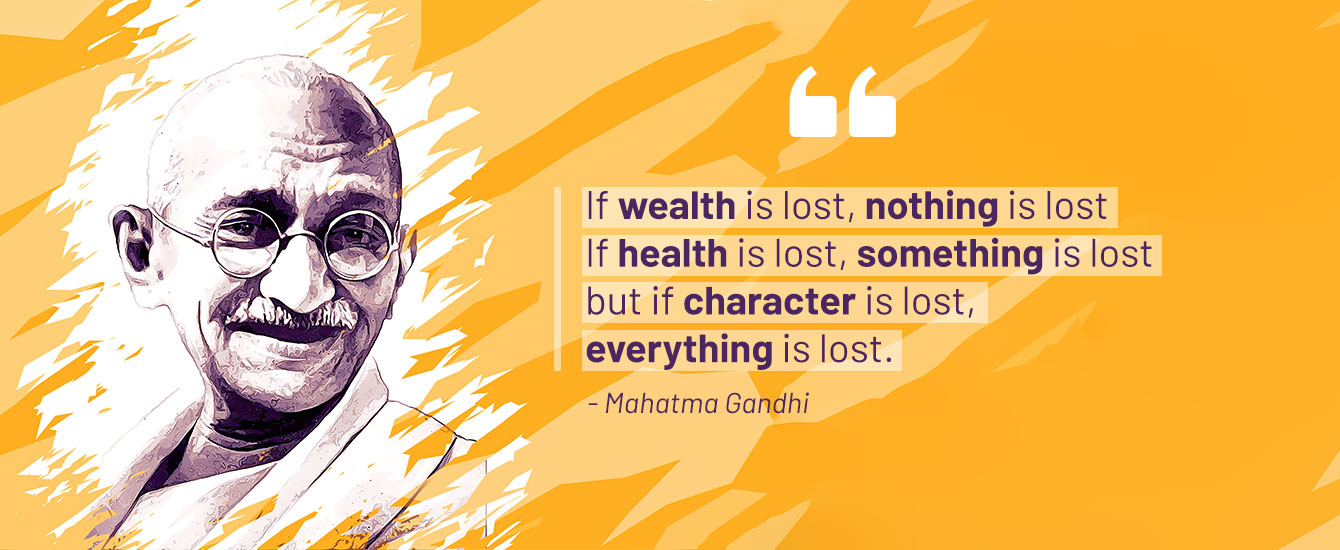 If wealth is lost, nothing is lost
If health is lost, something is lost
but if character is lost,
everything is lost.
- Mahatma Gandhi